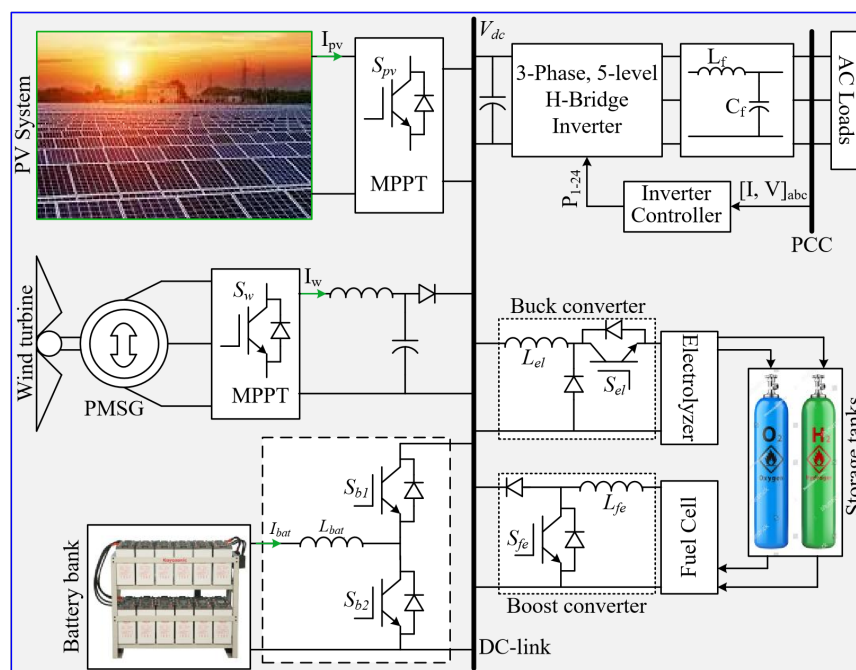 PV System
I_pv
S_pv
MPPT
V_dc
3-Phase, 5-level
H-Bridge
Inverter
L_f
C_f
AC Loads
P_1-24
Inverter
Controller
[I, V]_abc
PCC
Wind turbine
PMSG
S_w
MPPT
I_w
Buck converter
L_el
S_el
Electrolyzer
O2
Oxygen
H2
Hydrogen
Storage tanks
S_fe
L_fe
Boost converter
Fuel Cell
Battery bank
I_bat
L_bat
S_b1
S_b2
DC-link